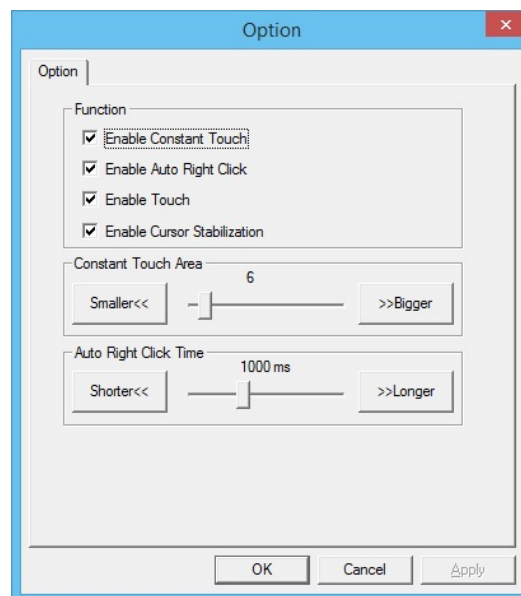 Option
Option
Function
Enable Constant Touch
Enable Auto Right Click
Enable Touch
Enable Cursor Stabilization
Constant Touch Area
6
Smaller<<
>>Bigger
Auto Right Click Time
1000 ms
Shorter<<
>>Longer
OK Cancel Apply